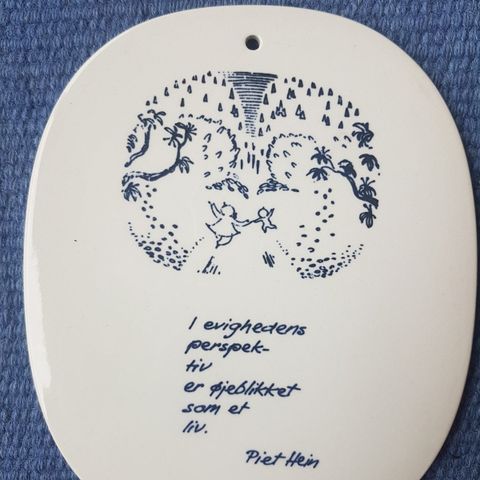 I evighedens
perspek-
tiv
er øjeblikket
som et
liv.
Piet Hein